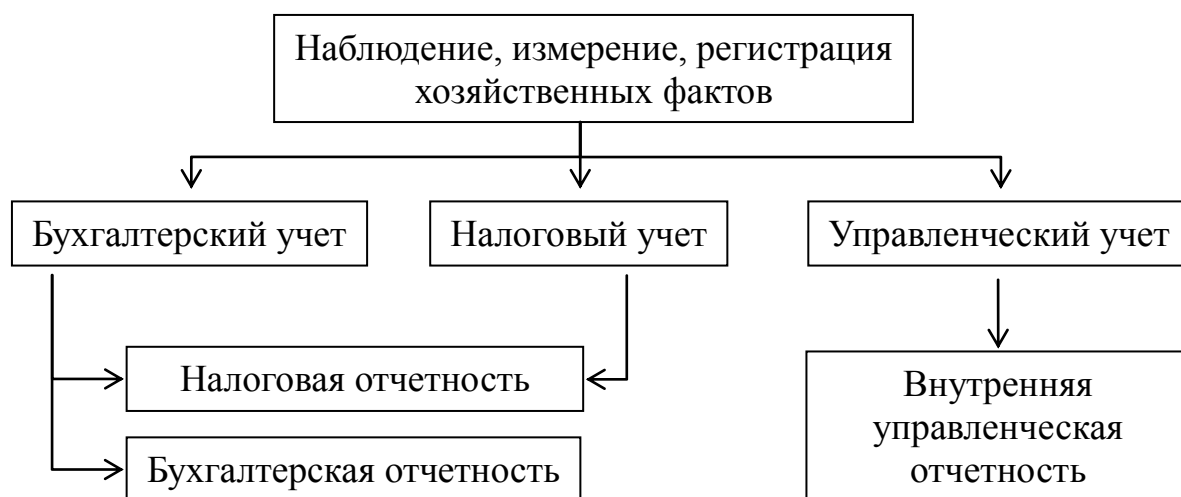 Наблюдение, измерение, регистрация
хозяйственных фактов
Бухгалтерский учет
Налоговый учет
Управленческий учет
Налоговая отчетность
Бухгалтерская отчетность
Внутренняя
управленческая
отчетность